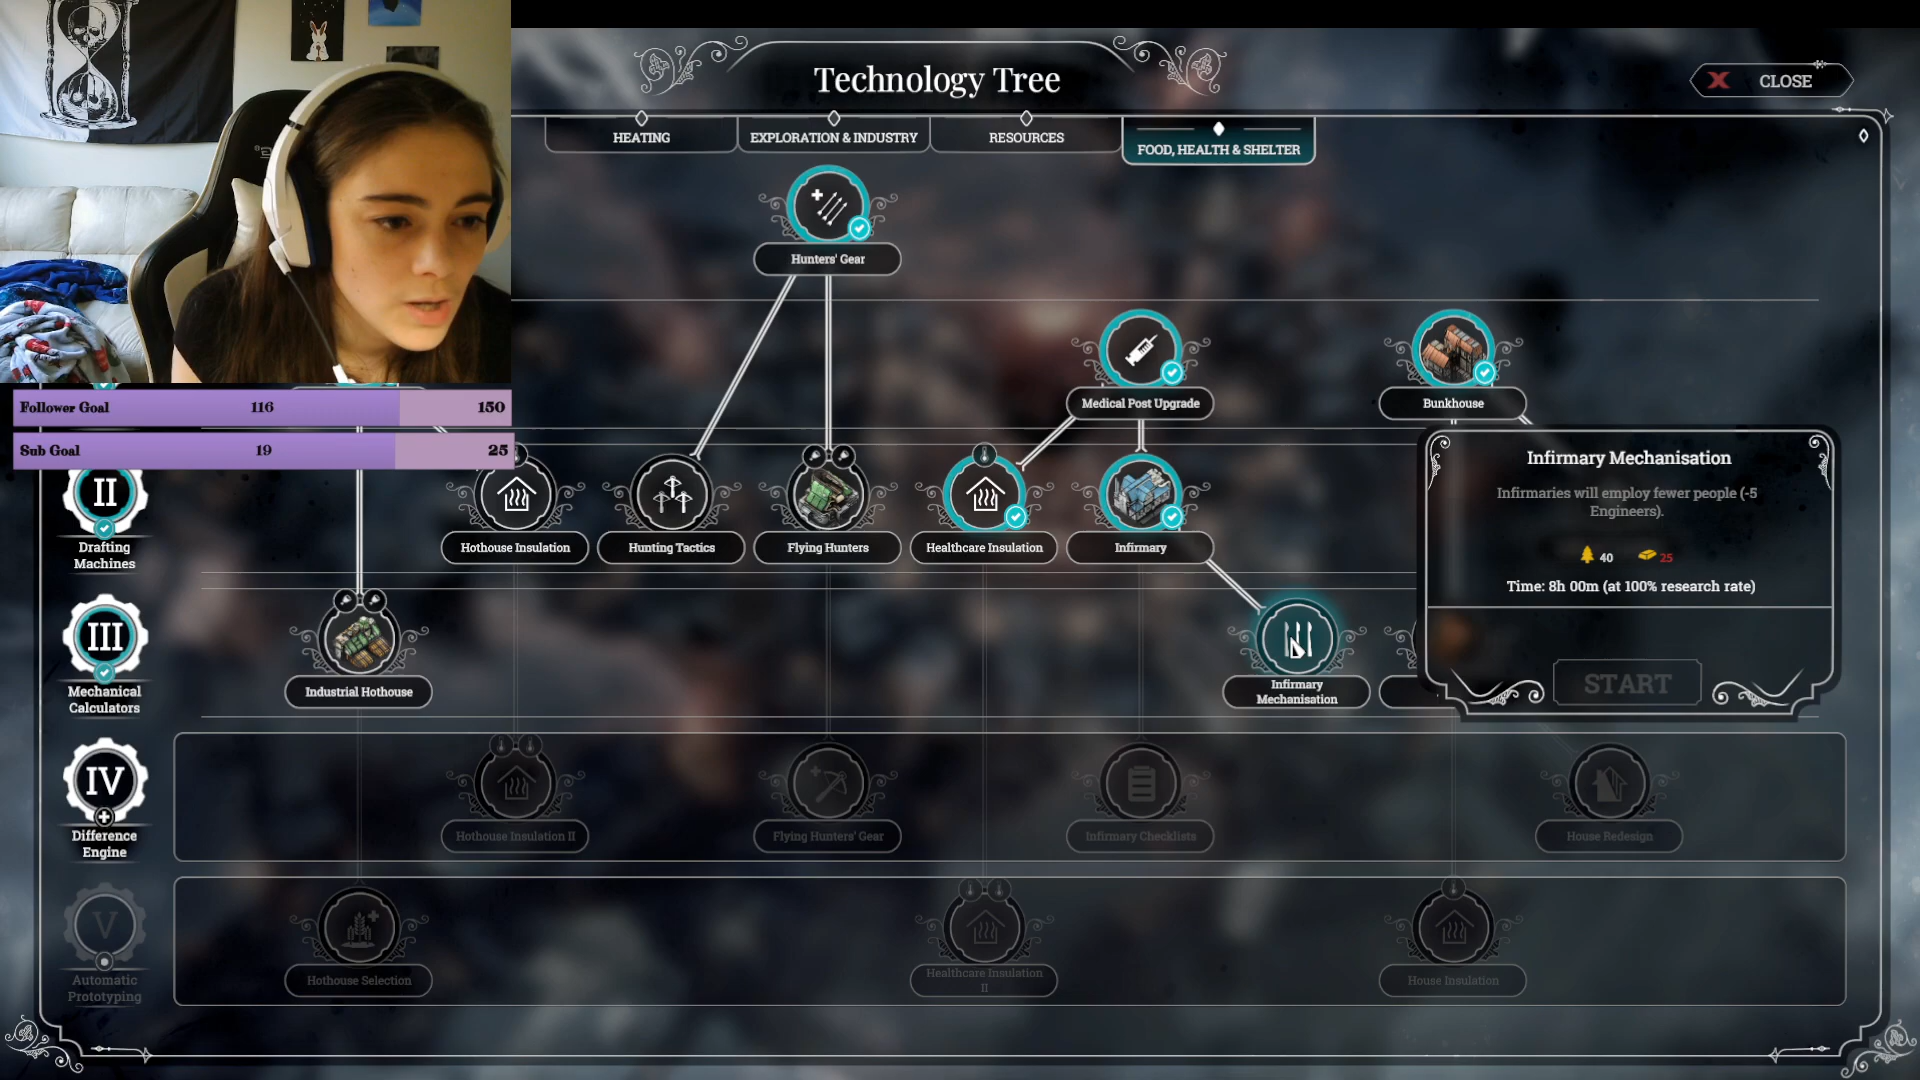 Technology Tree
CLOSE
HEATING
EXPLORATION & INDUSTRY
RESOURCES
FOOD, HEALTH & SHELTER
Hunters' Gear
Medical Post Upgrade
Bunkhouse
Follower Goal 116 150
Sub Goal 19 25
II
Drafting
Machines
Hothouse Insulation
Hunting Tactics
Flying Hunters
Healthcare Insulation
Infirmary
Infirmary Mechanisation
Infirmaries will employ fewer people (-5
Engineers).
40 25
Time: 8h 00m (at 100% research rate)
START
III
Mechanical
Calculators
Industrial Hothouse
Infirmary
Mechanisation
IV
Difference
Engine
Hothouse Insulation II
Flying Hunters' Gear
Infirmary Checklists
House Redesign
V
Automatic
Prototyping
Hothouse Selection
Healthcare Insulation
II
House Insulation